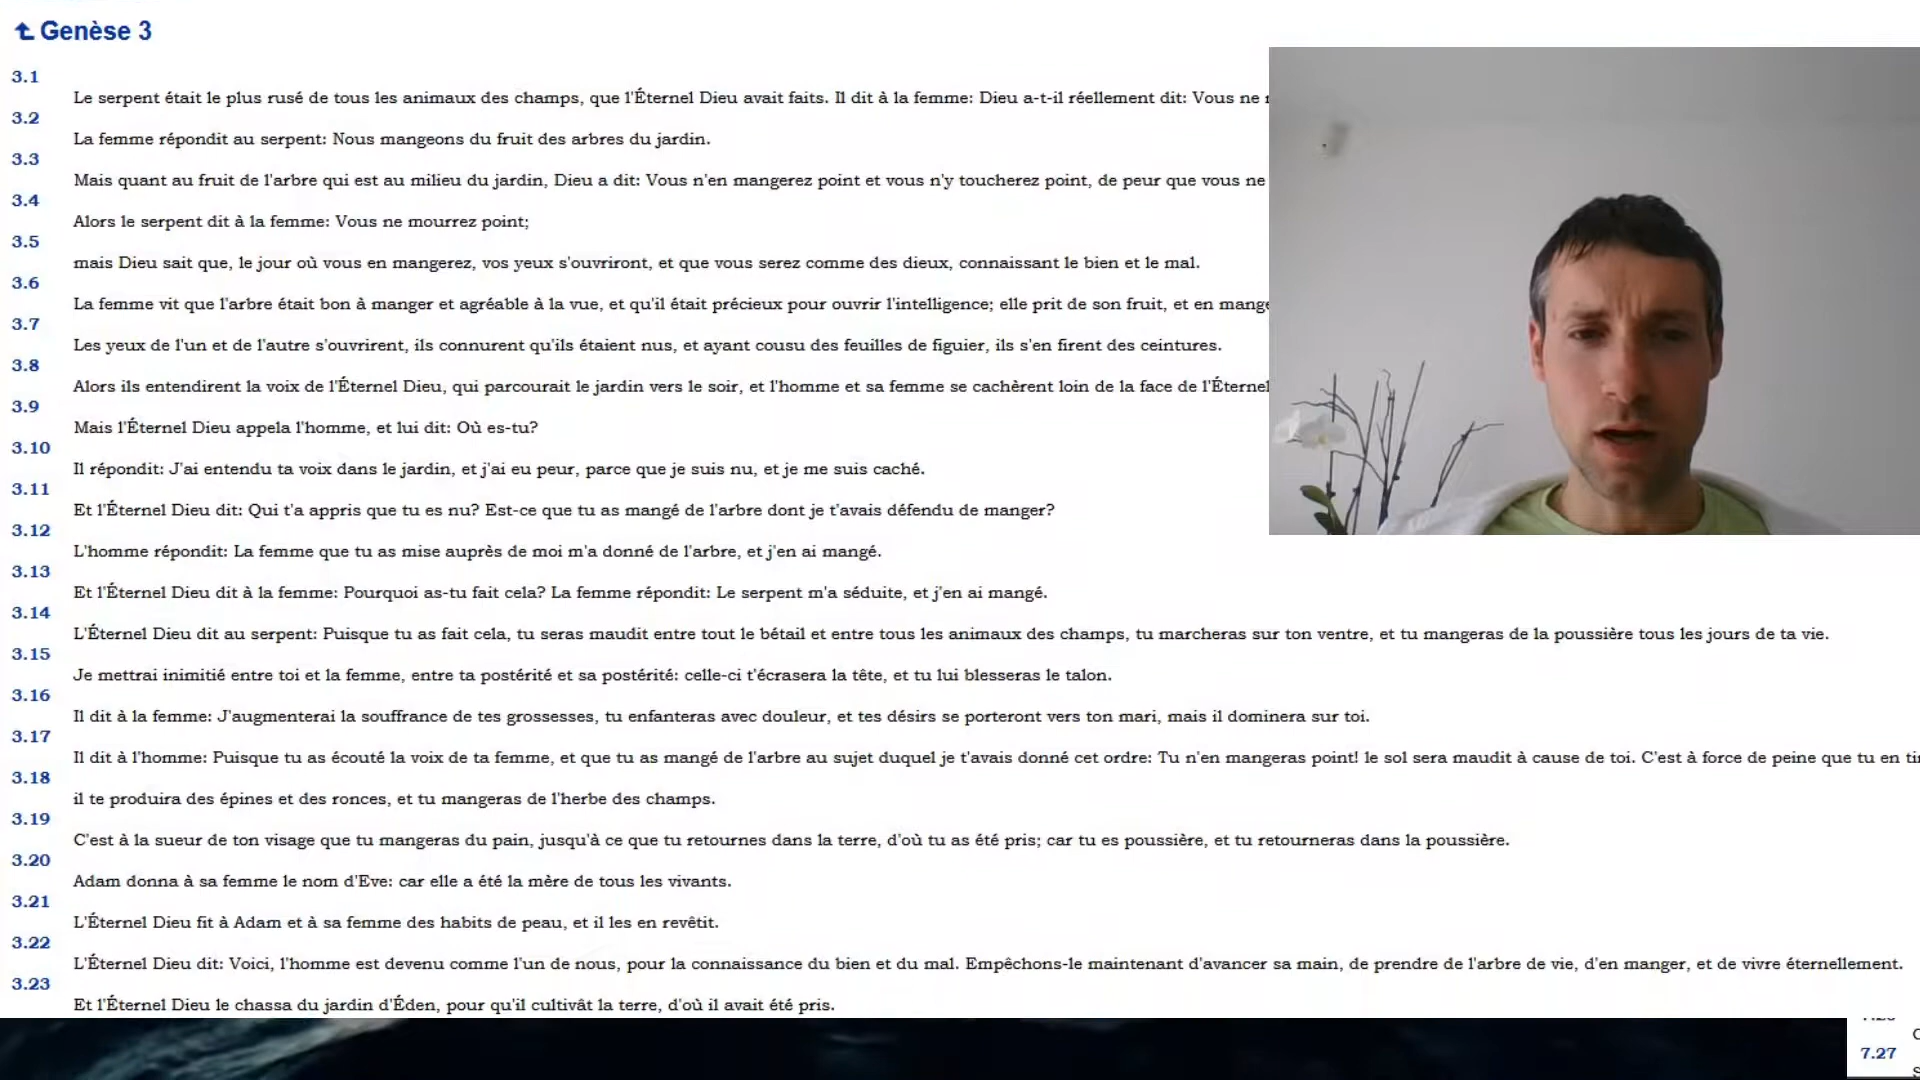 Genèse 3
3.1
Le serpent était le plus rusé de tous les animaux des champs, que l'Éternel Dieu avait faits. Il dit à la femme: Dieu a-t-il réellement dit: Vous ne
3.2
La femme répondit au serpent: Nous mangeons du fruit des arbres du jardin.
3.3
Mais quant au fruit de l'arbre qui est au milieu du jardin, Dieu a dit: Vous n'en mangerez point et vous n'y toucherez point, de peur que vous ne
3.4
Alors le serpent dit à la femme: Vous ne mourrez point;
3.5
mais Dieu sait que, le jour où vous en mangerez, vos yeux s'ouvriront, et que vous serez comme des dieux, connaissant le bien et le mal.
3.6
La femme vit que l'arbre était bon à manger et agréable à la vue, et qu'il était précieux pour ouvrir l'intelligence; elle prit de son fruit, et en mange
3.7
Les yeux de l'un et de l'autre s'ouvrirent, ils connurent qu'ils étaient nus, et ayant cousu des feuilles de figuier, ils s'en firent des ceintures.
3.8
Alors ils entendirent la voix de l'Éternel Dieu, qui parcourait le jardin vers le soir, et l'homme et sa femme se cachèrent loin de la face de l'Éternel
3.9
Mais l'Éternel Dieu appela l'homme, et lui dit: Où es-tu?
3.10
Il répondit: J'ai entendu ta voix dans le jardin, et j'ai eu peur, parce que je suis nu, et je me suis caché.
3.11
Et l'Éternel Dieu dit: Qui t'a appris que tu es nu? Est-ce que tu as mangé de l'arbre dont je t'avais défendu de manger?
3.12
L'homme répondit: La femme que tu as mise auprès de moi m'a donné de l'arbre, et j'en ai mangé.
3.13
Et l'Éternel Dieu dit à la femme: Pourquoi as-tu fait cela? La femme répondit: Le serpent m'a séduite, et j'en ai mangé.
3.14
L'Éternel Dieu dit au serpent: Puisque tu as fait cela, tu seras maudit entre tout le bétail et entre tous les animaux des champs, tu marcheras sur ton ventre, et tu mangeras de la poussière tous les jours de ta vie.
3.15
Je mettrai inimitié entre toi et la femme, entre ta postérité et sa postérité: celle-ci t'écrasera la tête, et tu lui blesseras le talon.
3.16
Il dit à la femme: J'augmenterai la souffrance de tes grossesses, tu enfanteras avec douleur, et tes désirs se porteront vers ton mari, mais il dominera sur toi.
3.17
Il dit à l'homme: Puisque tu as écouté la voix de ta femme, et que tu as mangé de l'arbre au sujet duquel je t'avais donné cet ordre: Tu n'en mangeras point! le sol sera maudit à cause de toi. C'est à force de peine que tu en
3.18
il te produira des épines et des ronces, et tu mangeras de l'herbe des champs.
3.19
C'est à la sueur de ton visage que tu mangeras du pain, jusqu'à ce que tu retournes dans la terre, d'où tu as été pris; car tu es poussière, et tu retourneras dans la poussière.
3.20
Adam donna à sa femme le nom d'Eve: car elle a été la mère de tous les vivants.
3.21
L'Éternel Dieu fit à Adam et à sa femme des habits de peau, et il les en revêtit.
3.22
L'Éternel Dieu dit: Voici, l'homme est devenu comme l'un de nous, pour la connaissance du bien et du mal. Empêchons-le maintenant d'avancer sa main, de prendre de l'arbre de vie, d'en manger, et de vivre éternellement.
3.23
Et l'Éternel Dieu le chassa du jardin d'Éden, pour qu'il cultivât la terre, d'où il avait été pris.
7.27